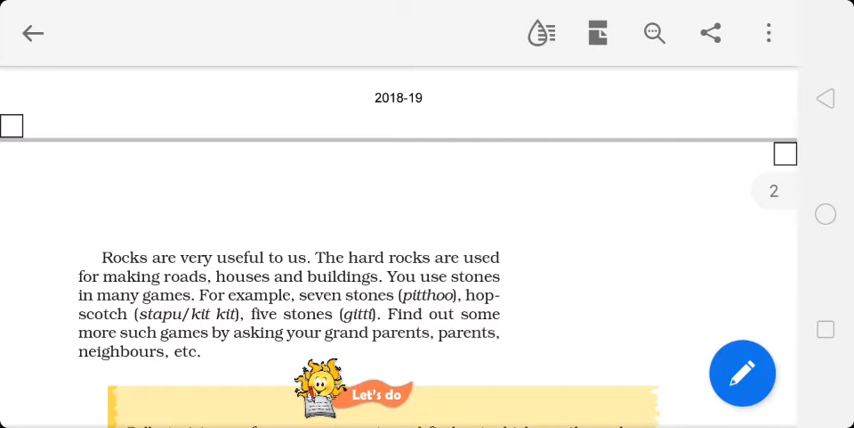 2018-19
2
Rocks are very useful to us. The hard rocks are used
for making roads, houses and buildings. You use stones
in many games. For example, seven stones (pitthoo), hop-
scotch (stapu/kit kit), five stones (gitti). Find out some
more such games by asking your grand parents, parents,
neighbours, etc.
Let's do